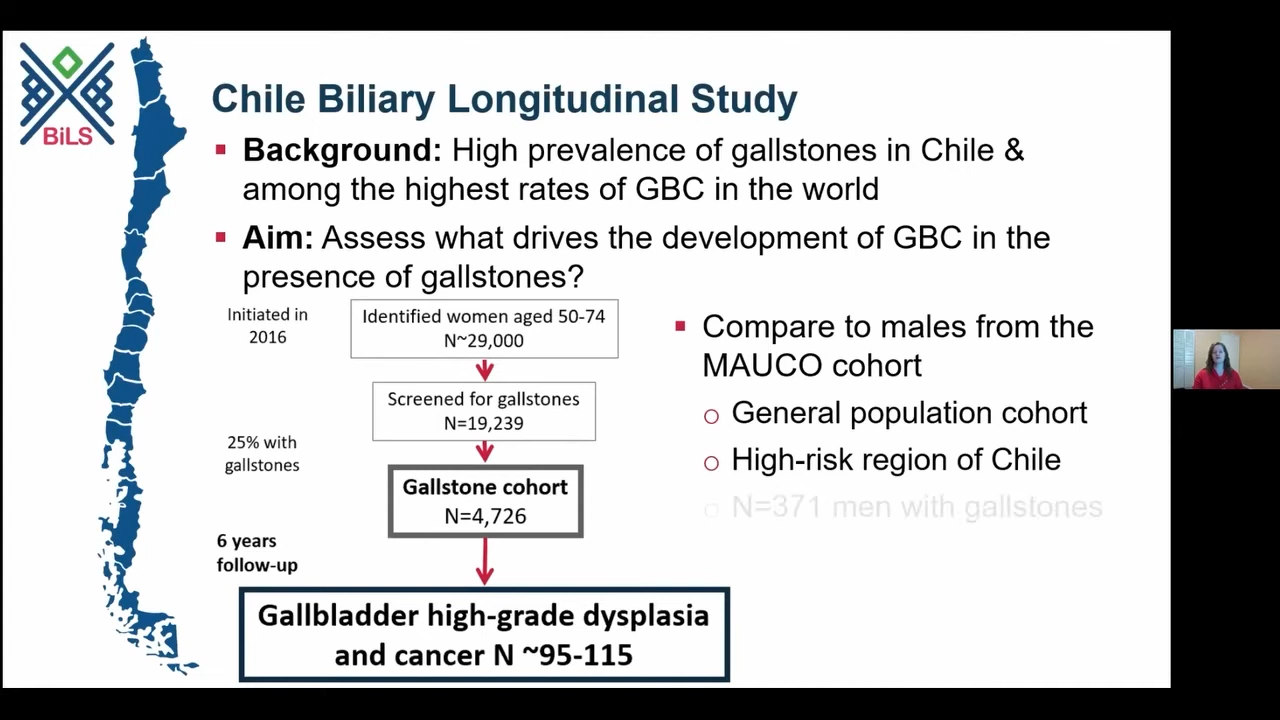 BiLS
Chile Biliary Longitudinal Study
▪ Background: High prevalence of gallstones in Chile &
among the highest rates of GBC in the world
▪ Aim: Assess what drives the development of GBC in the
presence of gallstones?
Initiated in
2016
Identified women aged 50-74
N~29,000
Screened for gallstones
N=19,239
25% with
gallstones
Gallstone cohort
N=4,726
6 years
follow-up
Gallbladder high-grade dysplasia
and cancer N ~95-115
▪ Compare to males from the
MAUCO cohort
o General population cohort
o High-risk region of Chile
o N=371 men with gallstones